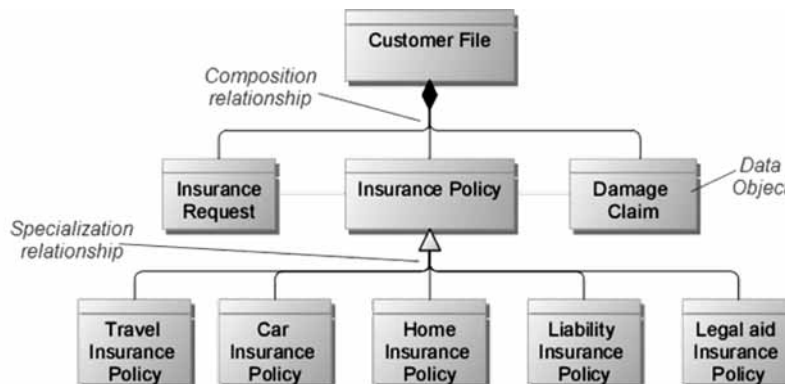 Customer File
Composition
relationship
Insurance
Request
Insurance Policy
Damage
Claim
Data
Object
Specialization
relationship
Travel
Insurance
Policy
Car
Insurance
Policy
Home
Insurance
Policy
Liability
Insurance
Policy
Legal aid
Insurance
Policy